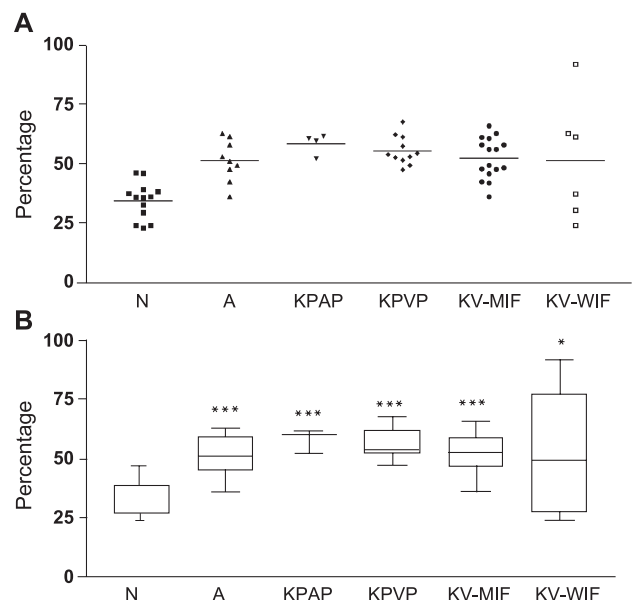 A
100
75
50
25
0
Percentage
N A KPAP KPVP KV-MIF KV-WIF
B
100
75
50
25
0
Percentage
*
*** *** *** ***
N A KPAP KPVP KV-MIF KV-WIF